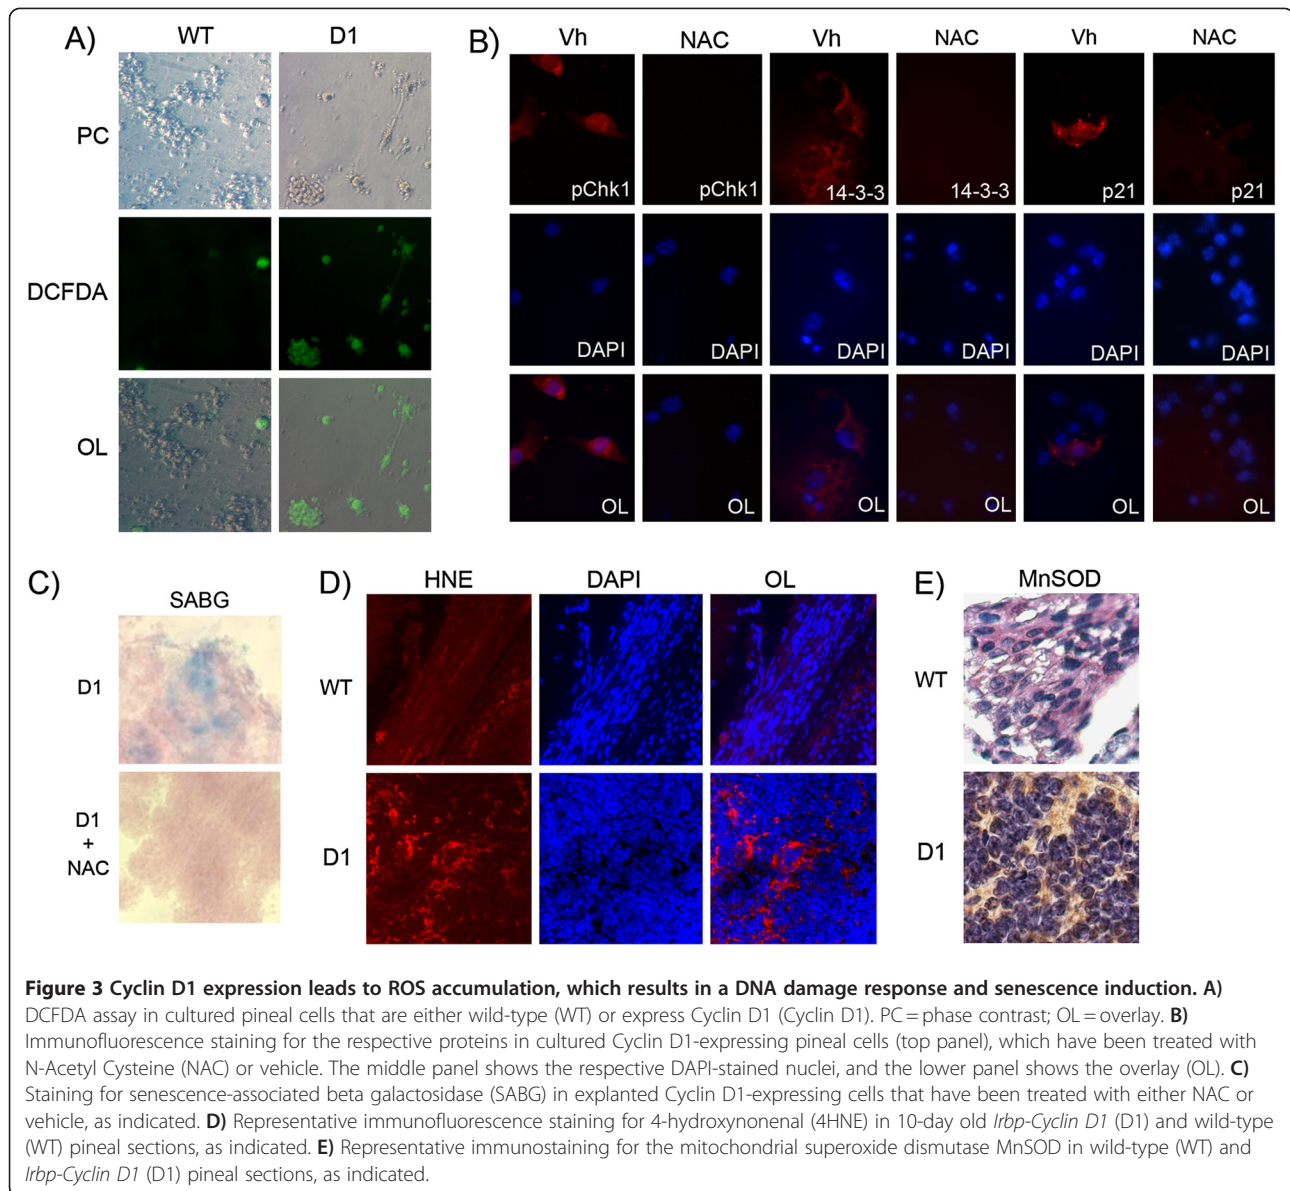 A)
WT
D1
PC
DCFDA
OL
B)
Vh
NAC
Vh
NAC
Vh
NAC
pChk1
pChk1
14-3-3
14-3-3
p21
p21
DAPI
DAPI
DAPI
DAPI
DAPI
DAPI
OL
OL
OL
OL
OL
OL
C)
SABG
D1
D1
+
NAC
D)
HNE
DAPI
OL
WT
D1
E)
MnSOD
WT
D1
Figure 3 Cyclin D1 expression leads to ROS accumulation, which results in a DNA damage response and senescence induction. A)
DCFDA assay in cultured pineal cells that are either wild-type (WT) or express Cyclin D1 (Cyclin D1). PC = phase contrast; OL = overlay. B)
Immunofluorescence staining for the respective proteins in cultured Cyclin D1-expressing pineal cells (top panel), which have been treated with
N-Acetyl Cysteine (NAC) or vehicle. The middle panel shows the respective DAPI-stained nuclei, and the lower panel shows the overlay (OL). C)
Staining for senescence-associated beta galactosidase (SABG) in explanted Cyclin D1-expressing cells that have been treated with either NAC or
vehicle, as indicated. D) Representative immunofluorescence staining for 4-hydroxynonenal (4HNE) in 10-day old Irbp-Cyclin D1 (D1) and wild-type
(WT) pineal sections, as indicated. E) Representative immunostaining for the mitochondrial superoxide dismutase MnSOD in wild-type (WT) and
Irbp-Cyclin D1 (D1) pineal sections, as indicated.